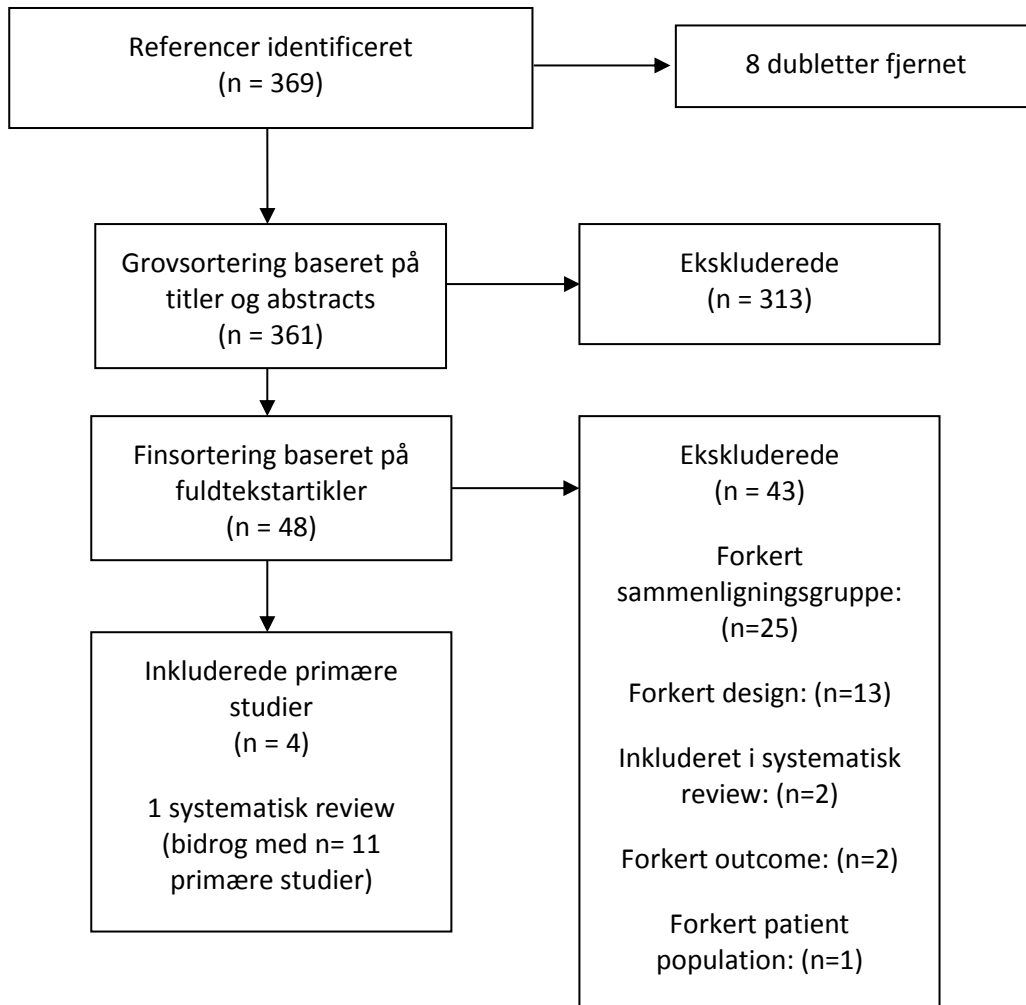 Referencer identificeret
(n = 369)
8 dubletter fjernet
Grovsortering baseret på
titler og abstracts
(n = 361)
Ekskluderede
(n = 313)
Finsortering baseret på
fuldtekstartikler
(n = 48)
Ekskluderede
(n = 43)
Forkert
sammenligningsgruppe:
(n=25)
Forkert design: (n=13)
Inkluderet i systematisk
review: (n=2)
Forkert outcome: (n=2)
Forkert patient
population: (n=1)
Inkluderede primære
studier
(n = 4)
1 systematisk review
(bidrog med n= 11
primære studier)